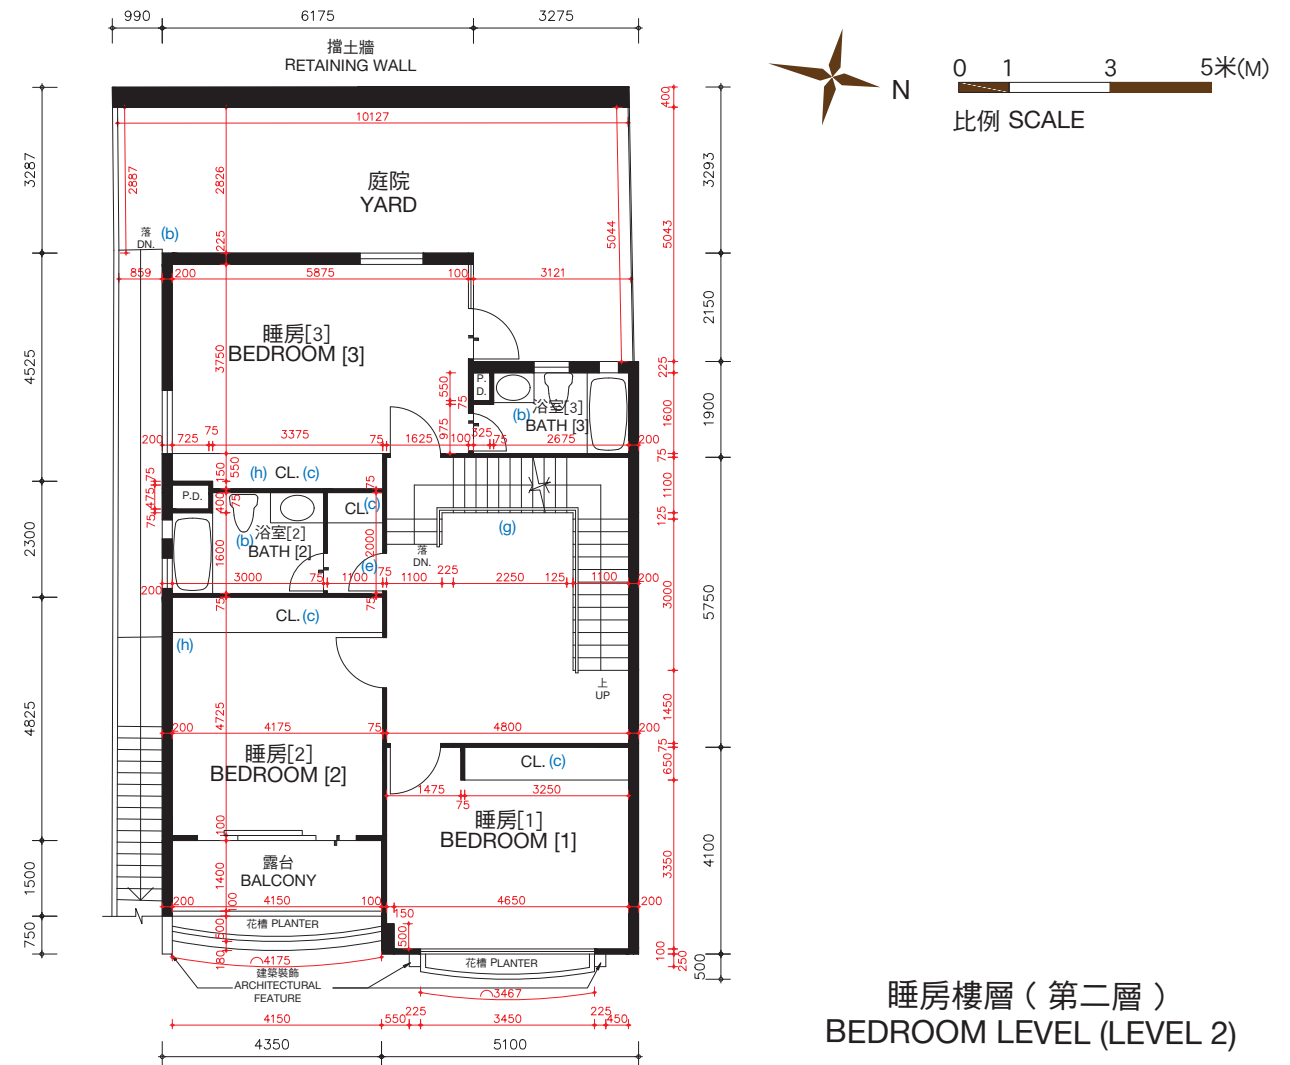 990 6175 3275
擋土牆
RETAINING WALL
N
0 1 3 5米(M)
比例 SCALE
400
10127
3287
2887
2826
庭院
YARD
5044
5043
3293
落
DN.
(b)
225
859 200 5875 100 3121
2150
睡房[3]
BEDROOM [3]
3750
4525
225
P.
D.
550
75
浴室[3]
(b)
BATH [3]
1600
1900
975
200 725 75 3375 75 1625 100 325 75 2675 200
75
75
150
550
(h) CL. (c)
75
1100
475
P.D.
400
75
CL.
(c)
125
75
(g)
浴室[2]
(b)
BATH [2]
2300
1600
2000
落
DN.
(e)
200 3000 75 1100 75 1100 225 2250 125 1100 200
3000
5750
75
75
CL. (c)
(h)
上
UP
4825
4725
1450
200 4175 75 4800 200
睡房[2]
BEDROOM [2]
75
650
CL. (c)
1475 75 3250
睡房[1]
BEDROOM [1]
100
4100
3350
露台
BALCONY
1500
1400
100
200 4150 100 4650 200
150
花槽 PLANTER
750
500
500
180
4175
花槽 PLANTER
100
250
500
建築裝飾
ARCHITECTURAL
FEATURE
3467
225 225
4150 550 3450 450
4350 5100
睡房樓層（第二層）
BEDROOM LEVEL (LEVEL 2)